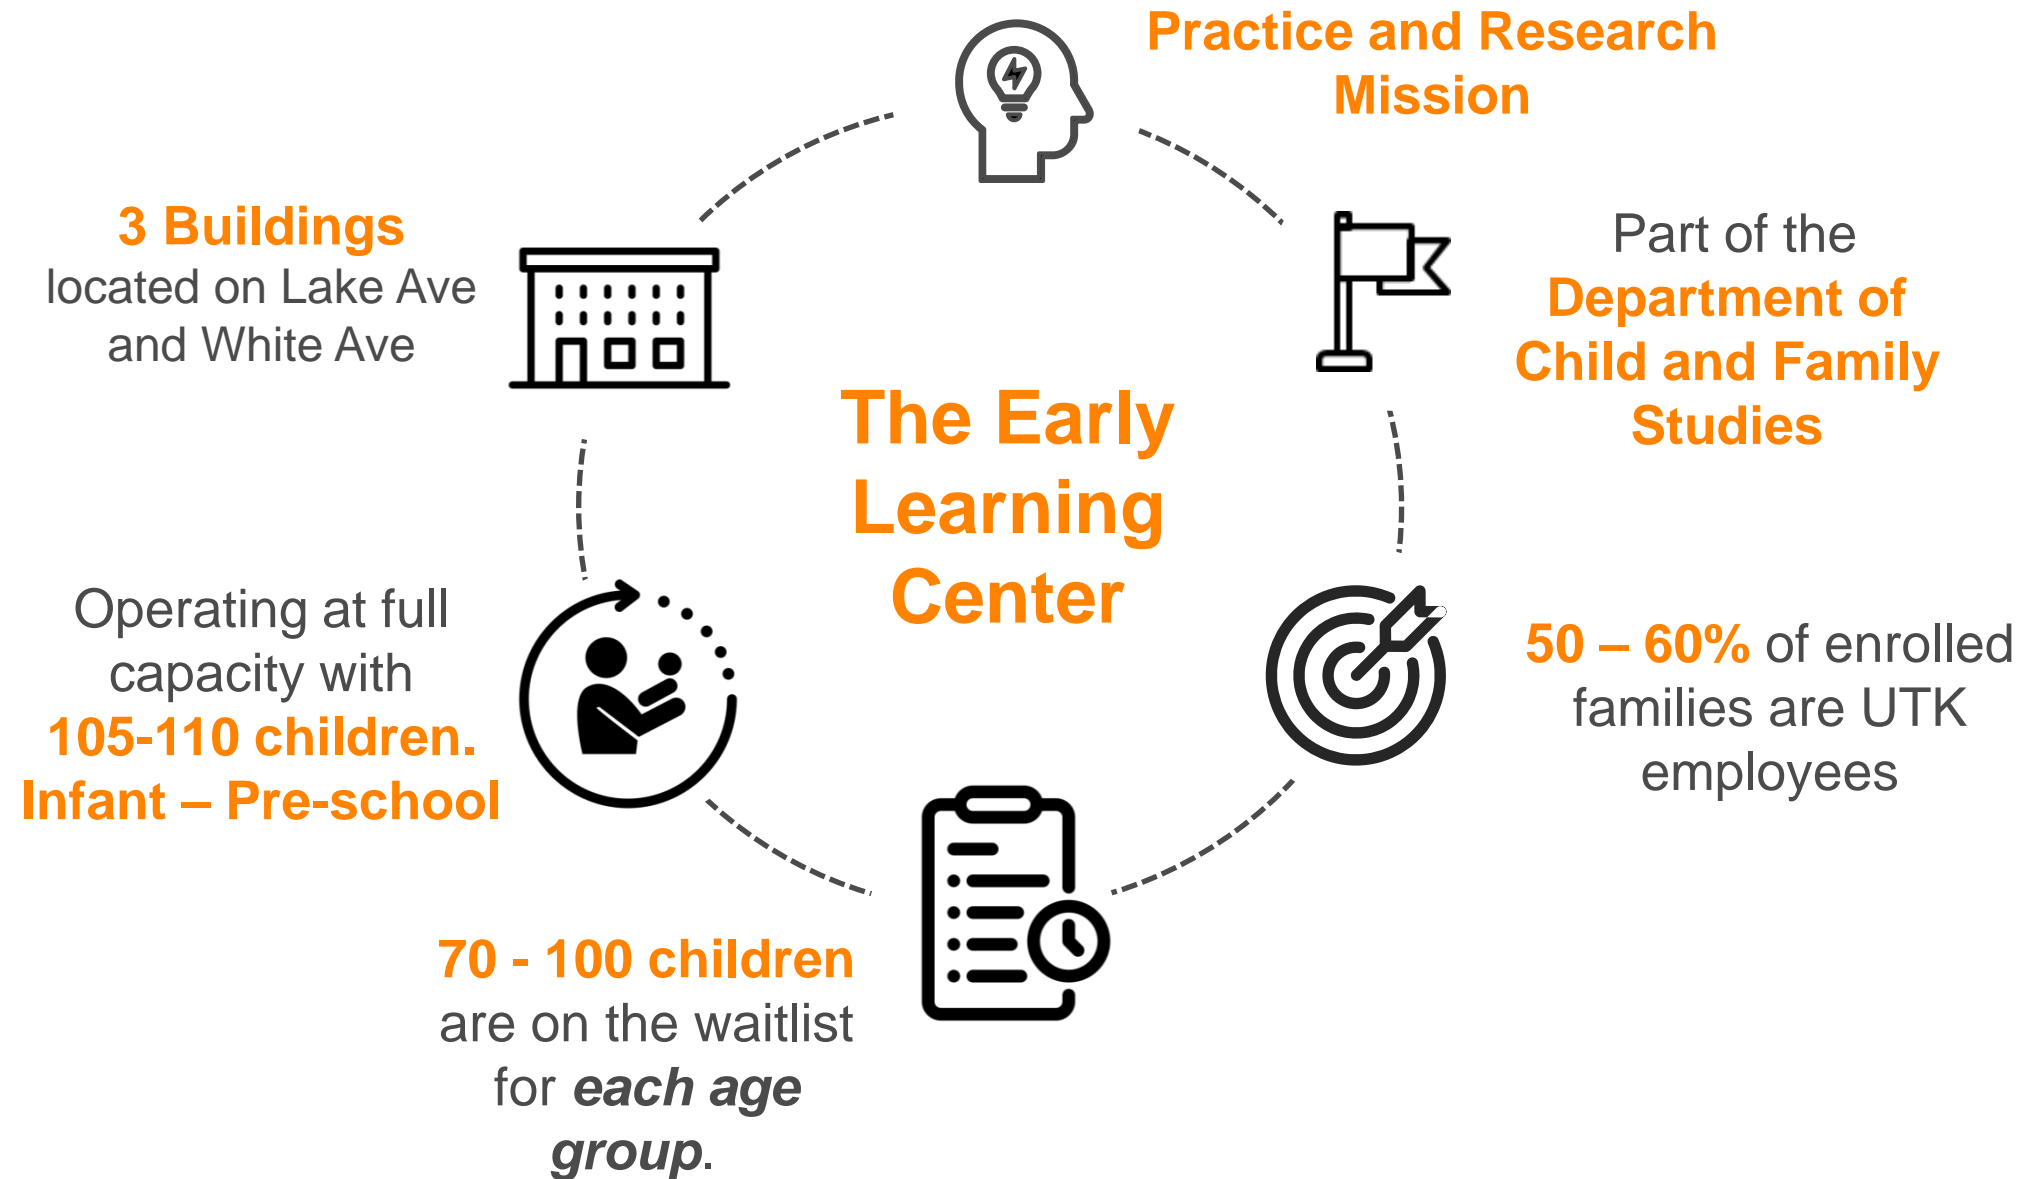 Practice and Research
Mission
3 Buildings
located on Lake Ave
and White Ave
Part of the
Department of
Child and Family
Studies
The Early
Learning
Center
Operating at full
capacity with
105-110 children.
Infant – Pre-school
50 – 60% of enrolled
families are UTK
employees
70 - 100 children
are on the waitlist
for each age
group.